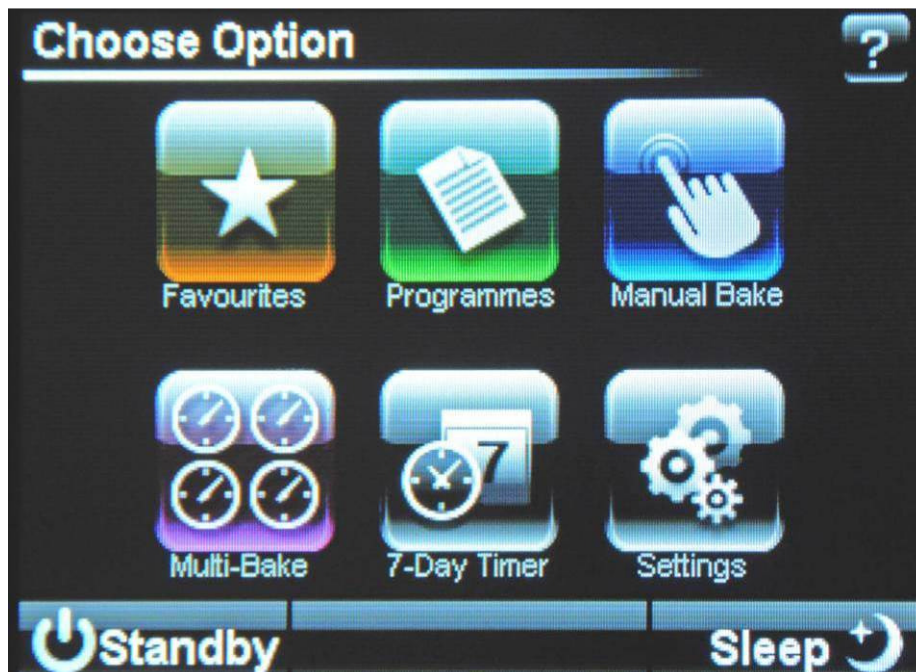 Choose Option
?
Favourites Programmes Manual Bake
7
Multi-Bake 7-Day Timer Settings
Standby Sleep